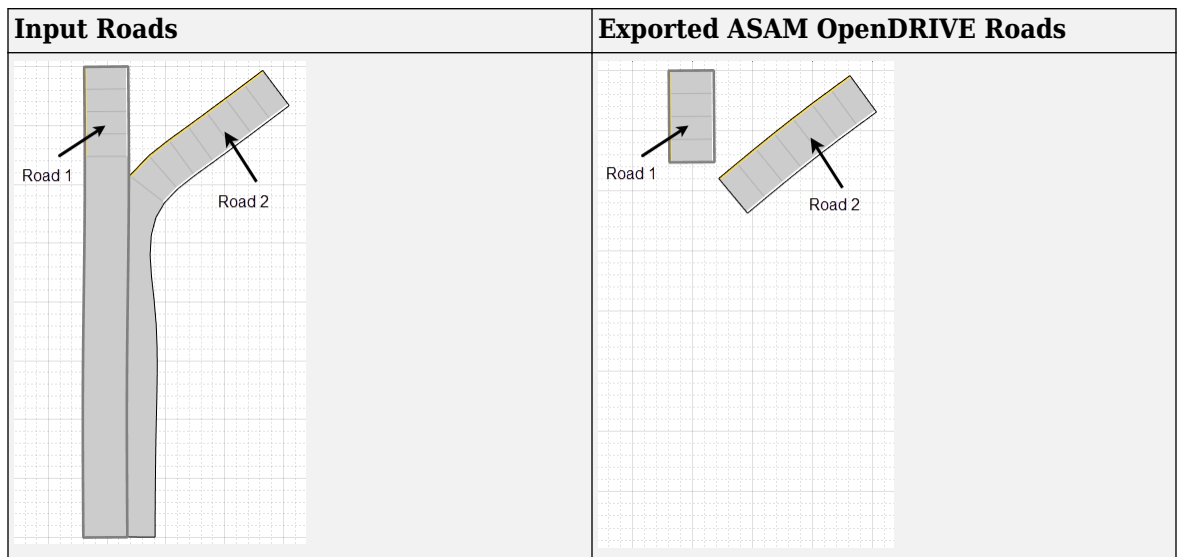 Input Roads
Exported ASAM OpenDRIVE Roads
Road 1
Road 2
Road 1
Road 2